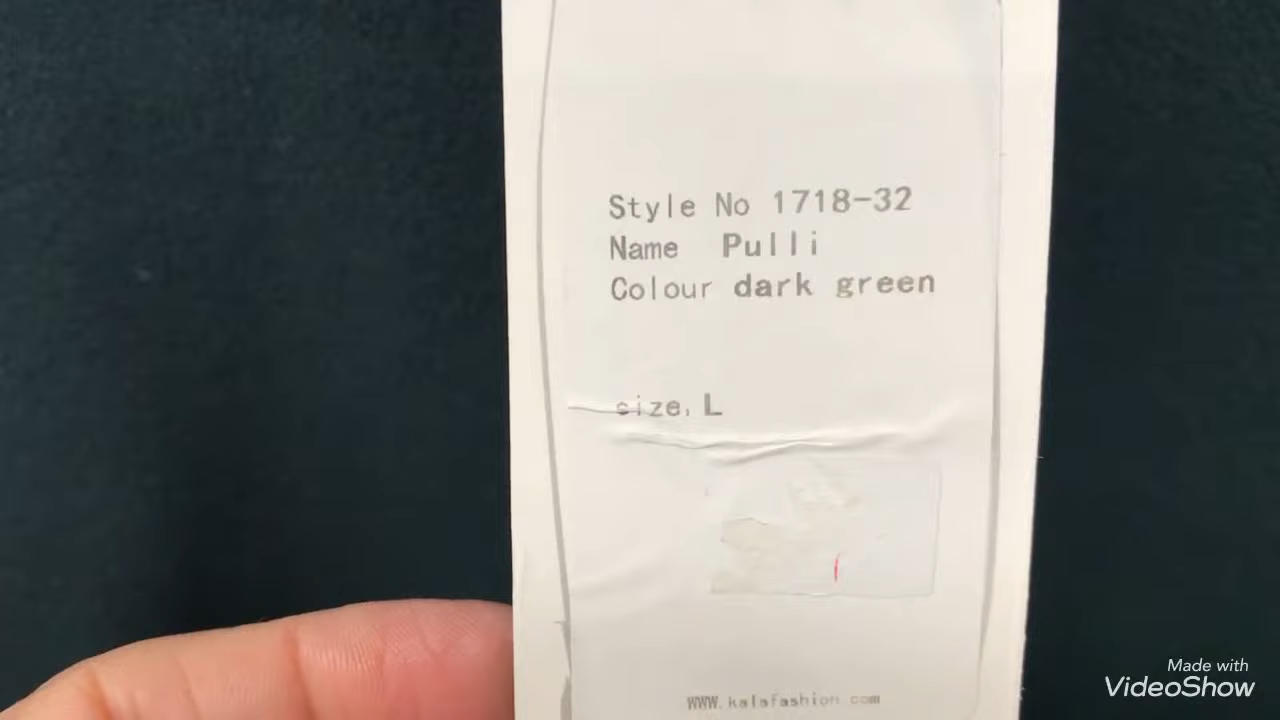 Style No 1718-32
Name Pulli
Colour dark green
size. L
WWW.kalafashion.com
Made with
VideoShow